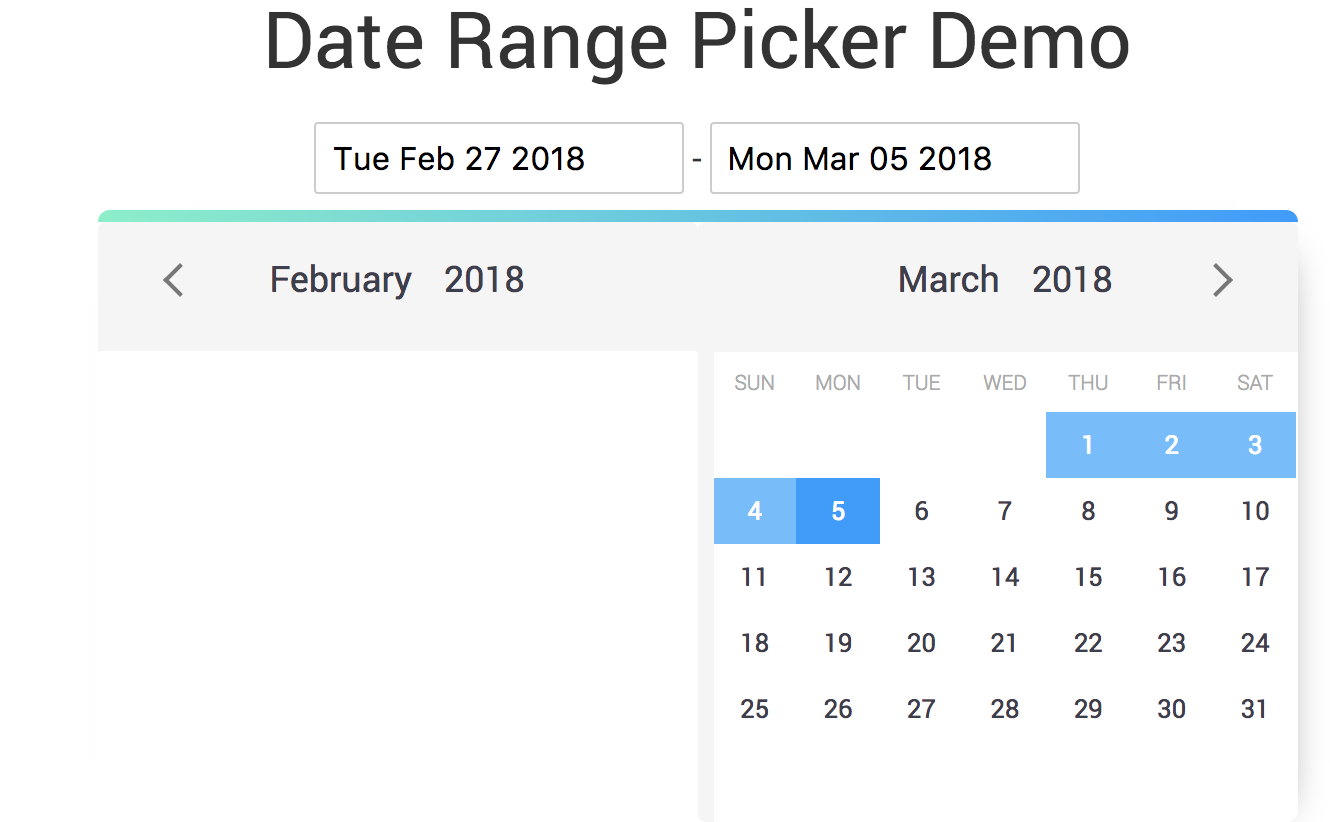 Date Range Picker Demo
Tue Feb 27 2018 - Mon Mar 05 2018
February 2018 March 2018
SUN MON TUE WED THU FRI SAT
1 2 3
4 5 6 7 8 9 10
11 12 13 14 15 16 17
18 19 20 21 22 23 24
25 26 27 28 29 30 31